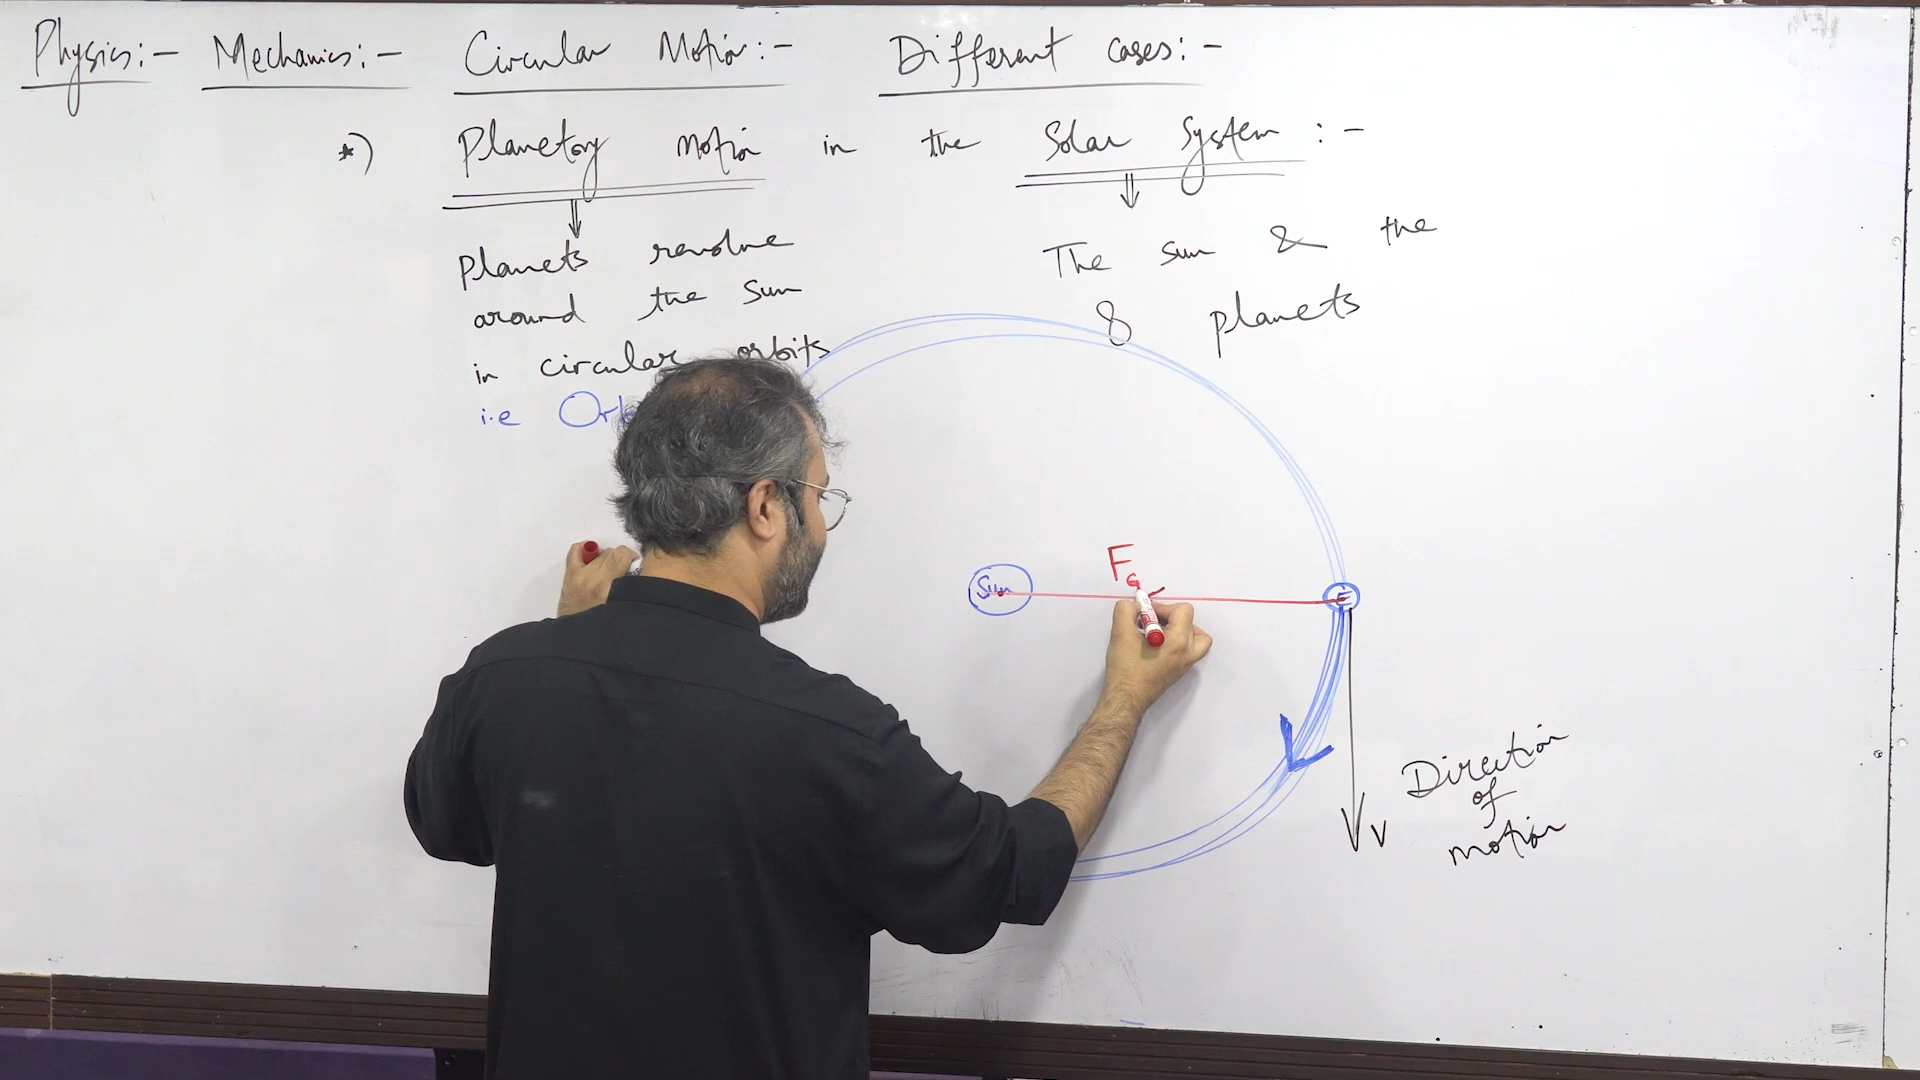 Physics:- Mechanics:- Circular Motion:- Different cases:-
*) Planetory motion in the Solar System :-
Planets revolve
around the sun
in circular orbits
i.e
The sun & the
8 planets
Sun
FG
E
V
Direction
of
motion